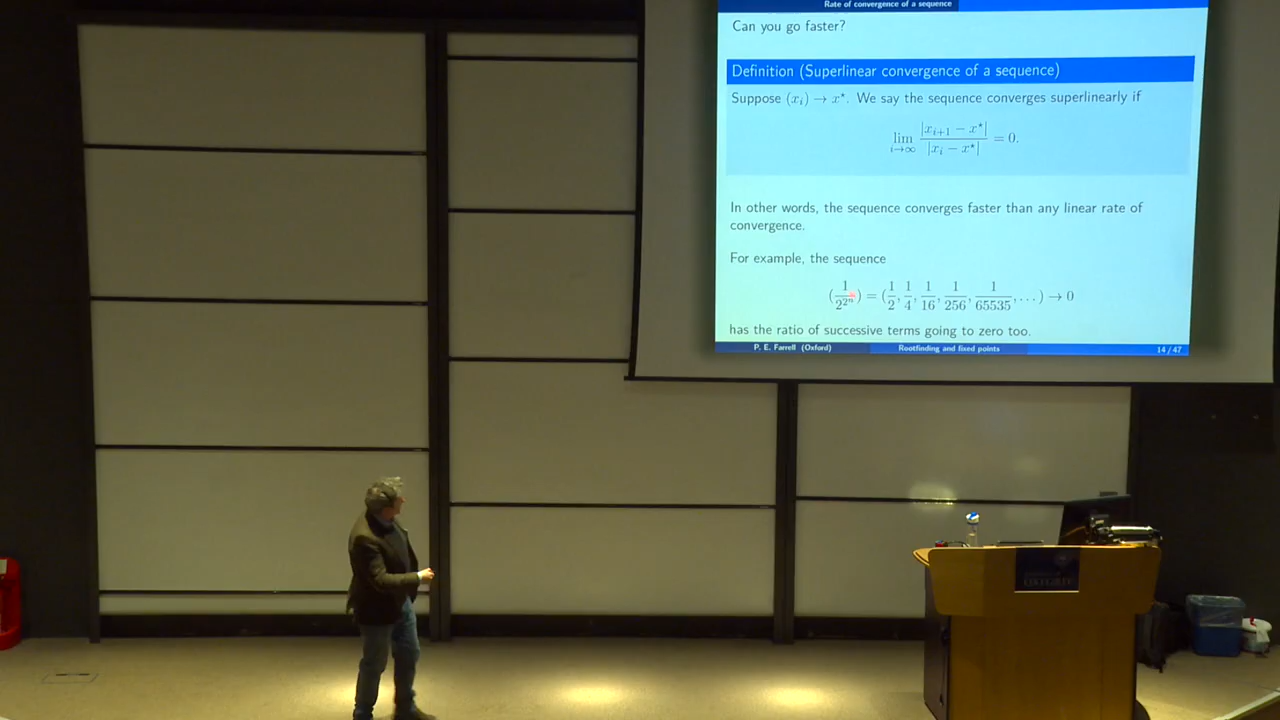 Rate of convergence of a sequence
Can you go faster?
Definition (Superlinear convergence of a sequence)
Suppose (x_i) → x*. We say the sequence converges superlinearly if
lim_{i→∞} |x_{i+1} − x*| / |x_i − x*| = 0.
In other words, the sequence converges faster than any linear rate of
convergence.
For example, the sequence
(1/2^{2^n}) = (1/2, 1/4, 1/16, 1/256, 1/65535, ...) → 0
has the ratio of successive terms going to zero too.
P. E. Farrell (Oxford) Rootfinding and fixed points 14 / 47